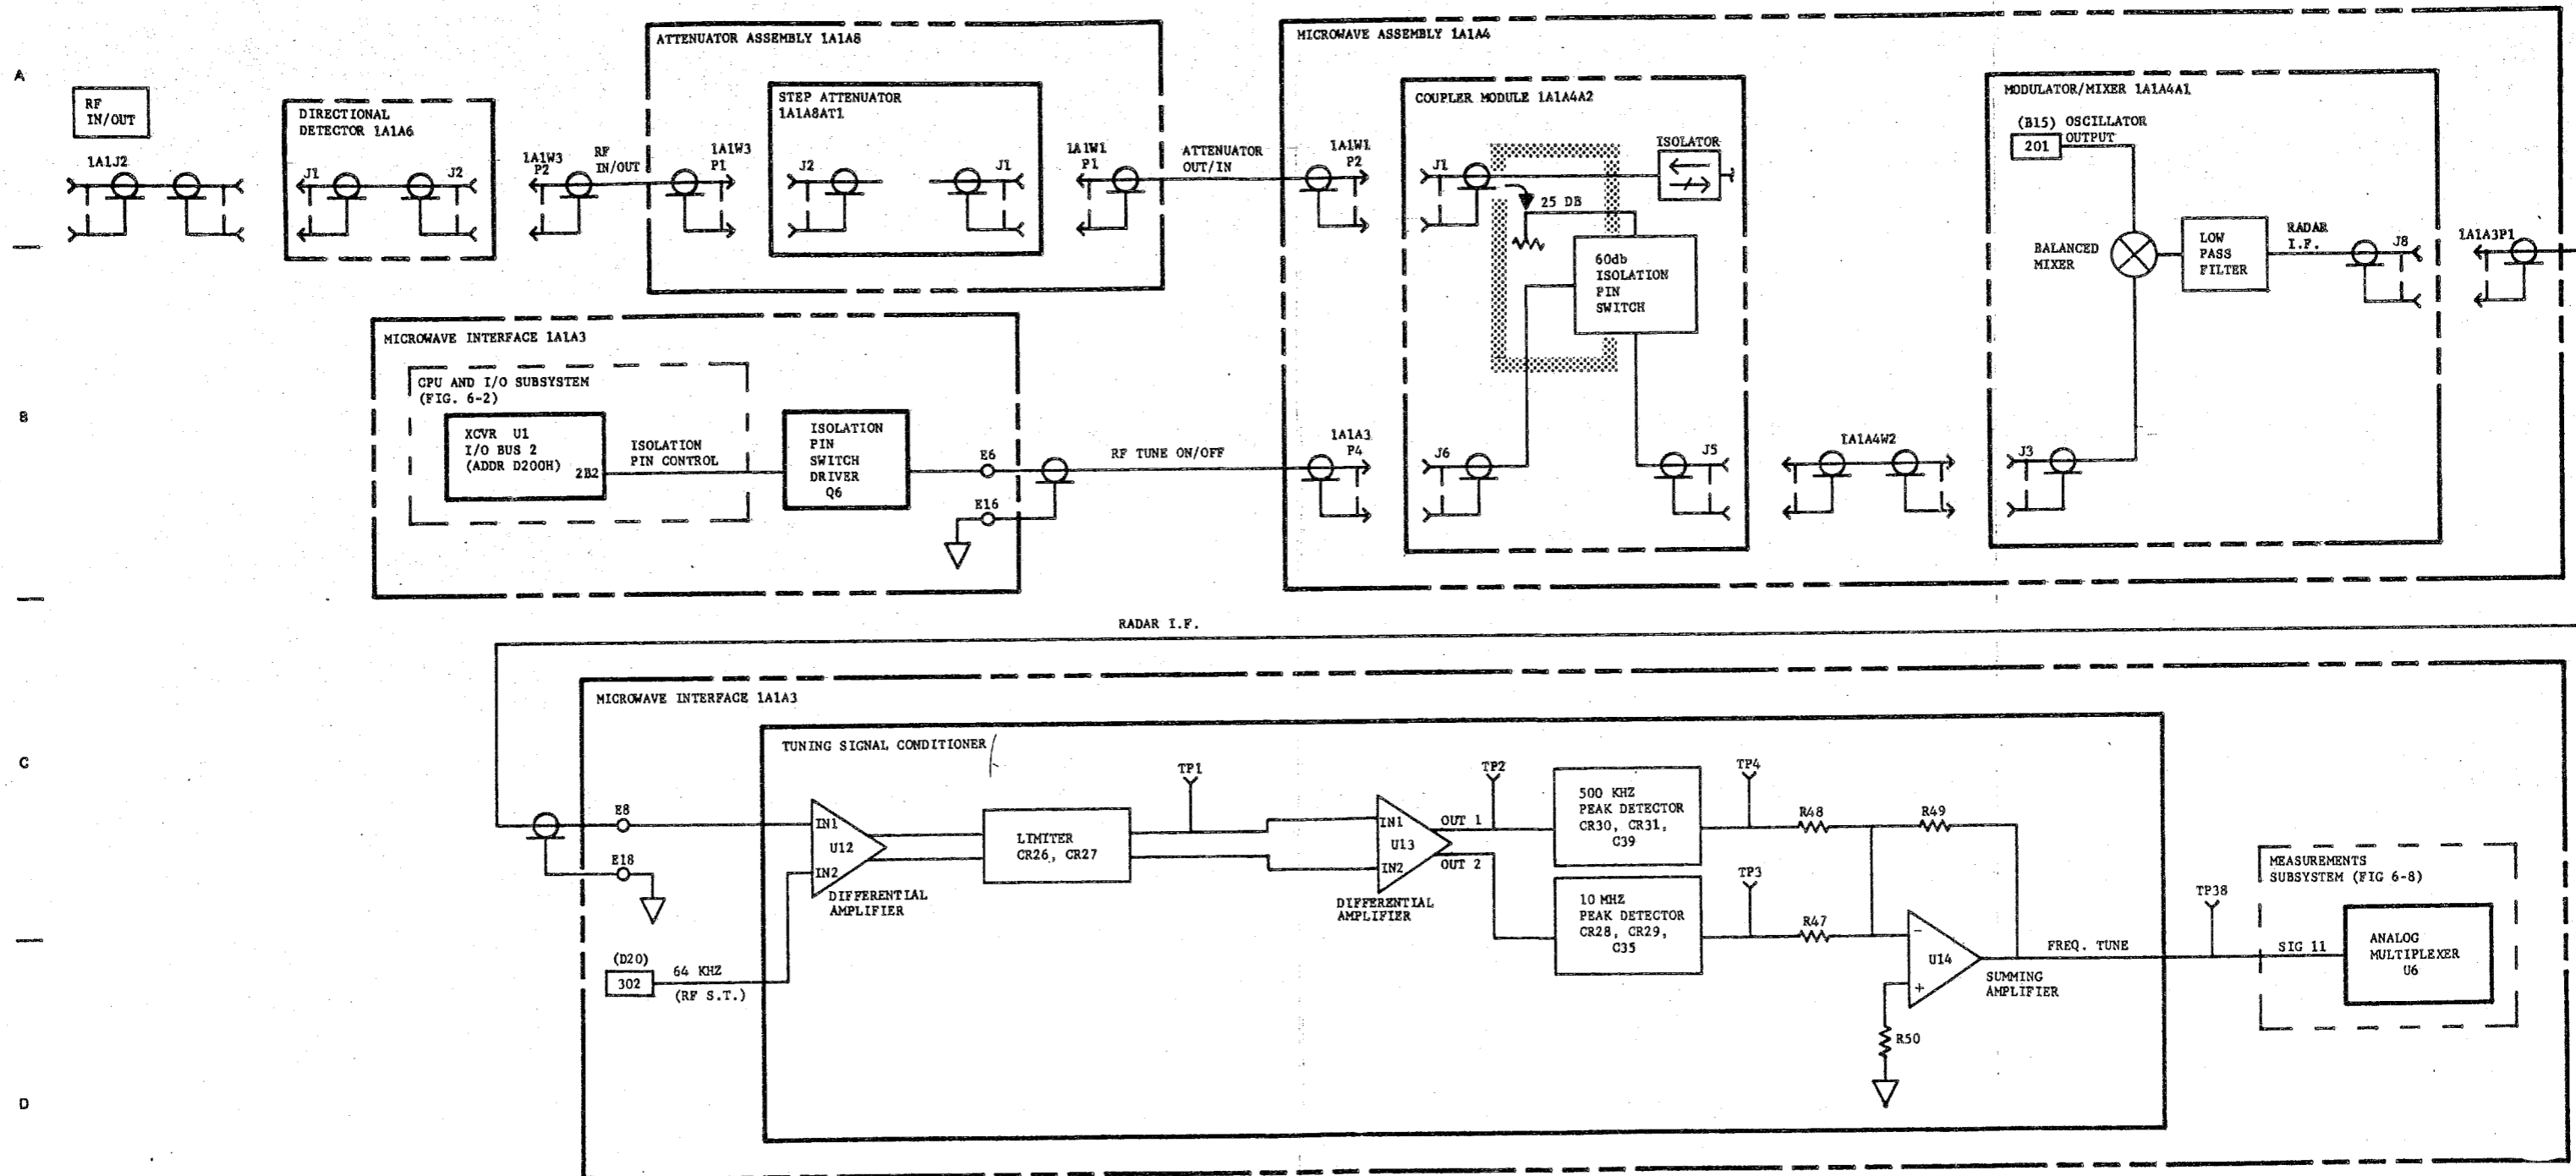 A
RF
IN/OUT
1A1J2
DIRECTIONAL
DETECTOR 1A1A6
J1
J2
1A1W3
P2
RF
IN/OUT
ATTENUATOR ASSEMBLY 1A1A8
1A1W3
P1
STEP ATTENUATOR
1A1A8AT1
J2
J1
1A1W1
P1
ATTENUATOR
OUT/IN
MICROWAVE ASSEMBLY 1A1A4
1A1W1
P2
COUPLER MODULE 1A1A4A2
J1
ISOLATOR
25 DB
60db
ISOLATION
PIN
SWITCH
J6
J5
1A1A4W2
MODULATOR/MIXER 1A1A4A1
(B15) OSCILLATOR
OUTPUT
201
BALANCED
MIXER
LOW
PASS
FILTER
RADAR
I.F.
J8
1A1A3P1
J3
B
MICROWAVE INTERFACE 1A1A3
CPU AND I/O SUBSYSTEM
(FIG. 6-2)
XCVR U1
I/O BUS 2
(ADDR D200H)
2B2
ISOLATION
PIN CONTROL
ISOLATION
PIN
SWITCH
DRIVER
Q6
E6
E16
RF TUNE ON/OFF
1A1A3
P4
RADAR I.F.
C
MICROWAVE INTERFACE 1A1A3
TUNING SIGNAL CONDITIONER
E8
E18
IN1
U12
IN2
DIFFERENTIAL
AMPLIFIER
LIMITER
CR26, CR27
TP1
IN1
U13
IN2
OUT 1
OUT 2
DIFFERENTIAL
AMPLIFIER
TP2
500 KHZ
PEAK DETECTOR
CR30, CR31,
C39
10 MHZ
PEAK DETECTOR
CR28, CR29,
C35
TP4
TP3
R48
R47
R49
-
U14
+
SUMMING
AMPLIFIER
R50
FREQ. TUNE
TP38
MEASUREMENTS
SUBSYSTEM (FIG 6-8)
SIG 11
ANALOG
MULTIPLEXER
U6
(D20)
302
64 KHZ
(RF S.T.)
D